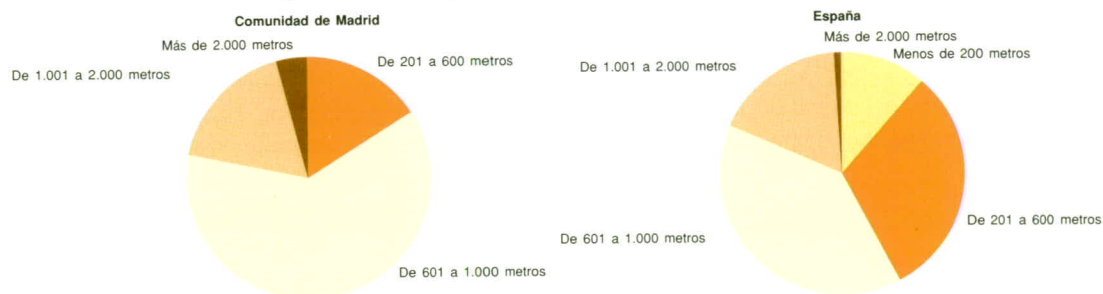 Comunidad de Madrid
Más de 2.000 metros
De 201 a 600 metros
De 1.001 a 2.000 metros
De 601 a 1.000 metros
España
Más de 2.000 metros
Menos de 200 metros
De 1.001 a 2.000 metros
De 201 a 600 metros
De 601 a 1.000 metros